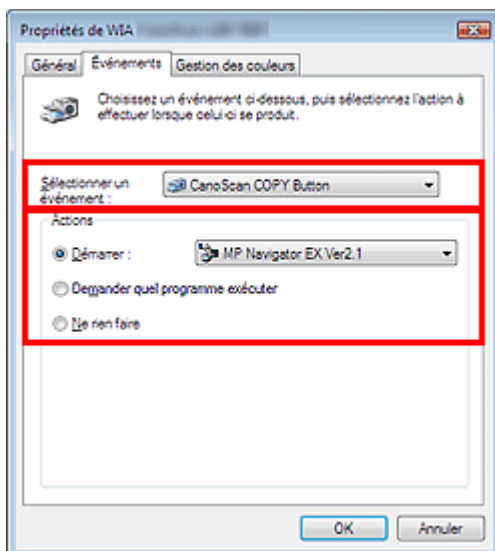 Propriétés de WIA
Général Événements Gestion des couleurs
Choisissez un événement ci-dessous, puis sélectionnez l'action à
effectuer lorsque celui-ci se produit.
Sélectionner un
événement :
CanoScan COPY Button
Actions
Démarrer : MP Navigator EX Ver2.1
Demander quel programme exécuter
Ne rien faire
OK Annuler